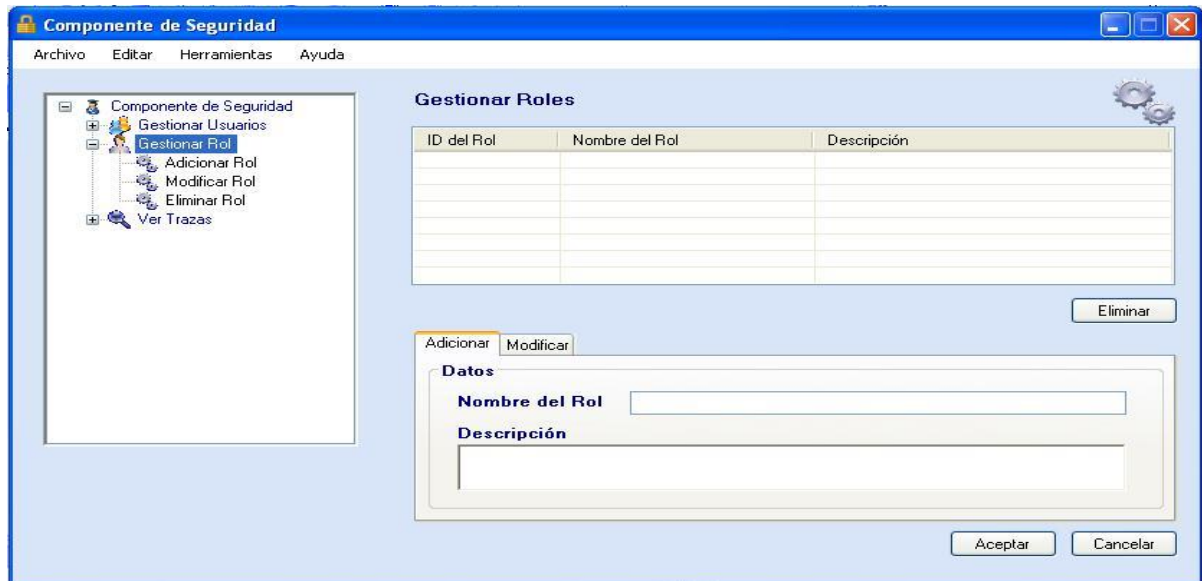 Componente de Seguridad
Archivo Editar Herramientas Ayuda
Componente de Seguridad
Gestionar Usuarios
Gestionar Rol
Adicionar Rol
Modificar Rol
Eliminar Rol
Ver Trazas
Gestionar Roles
ID del Rol Nombre del Rol Descripción
Eliminar
Adicionar Modificar
Datos
Nombre del Rol
Descripción
Aceptar Cancelar